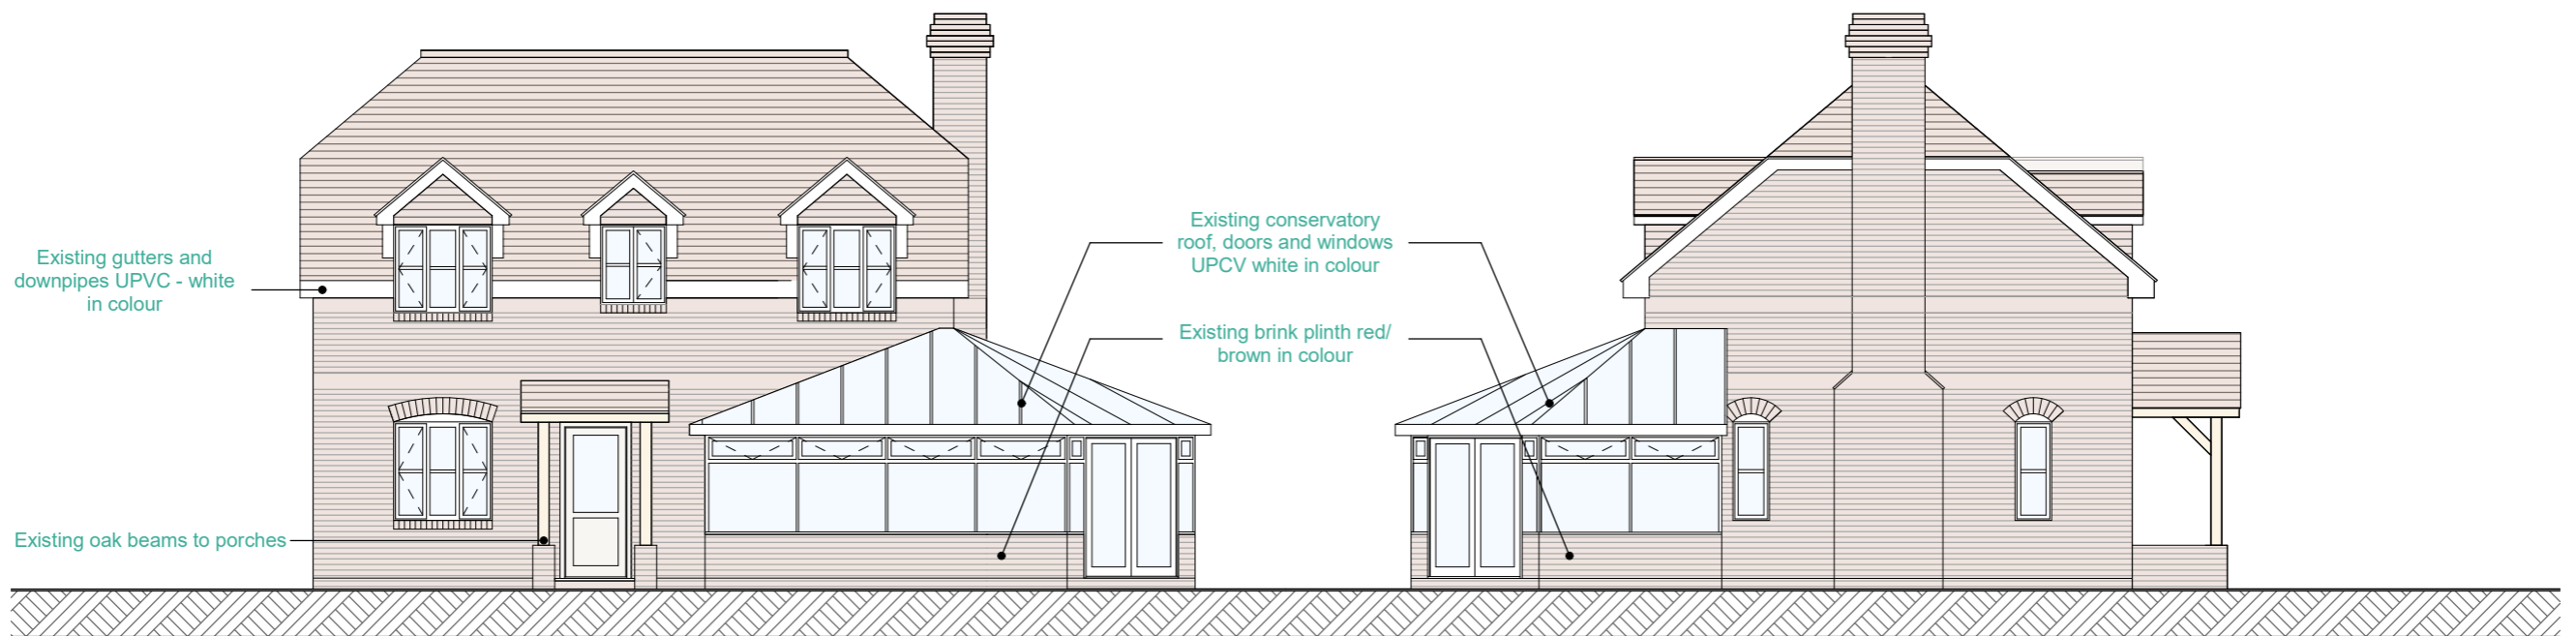 Existing gutters and
downpipes UPVC - white
in colour
Existing oak beams to porches
Existing conservatory
roof, doors and windows
UPCV white in colour
Existing brink plinth red/
brown in colour